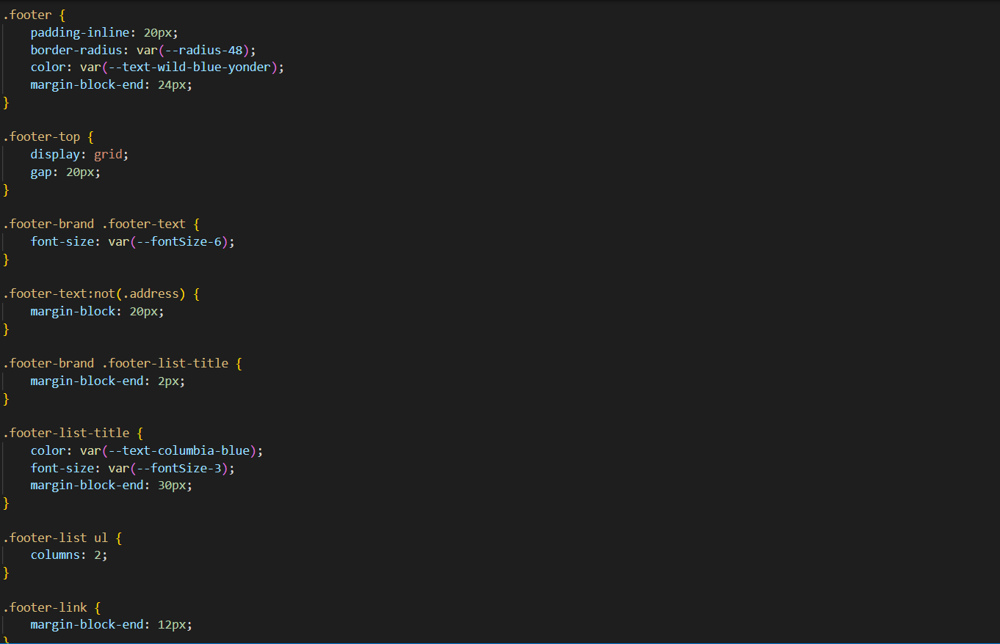 .footer {
    padding-inline: 20px;
    border-radius: var(--radius-48);
    color: var(--text-wild-blue-yonder);
    margin-block-end: 24px;
}

.footer-top {
    display: grid;
    gap: 20px;
}

.footer-brand .footer-text {
    font-size: var(--fontSize-6);
}

.footer-text:not(.address) {
    margin-block: 20px;
}

.footer-brand .footer-list-title {
    margin-block-end: 2px;
}

.footer-list-title {
    color: var(--text-columbia-blue);
    font-size: var(--fontSize-3);
    margin-block-end: 30px;
}

.footer-list ul {
    columns: 2;
}

.footer-link {
    margin-block-end: 12px;
}